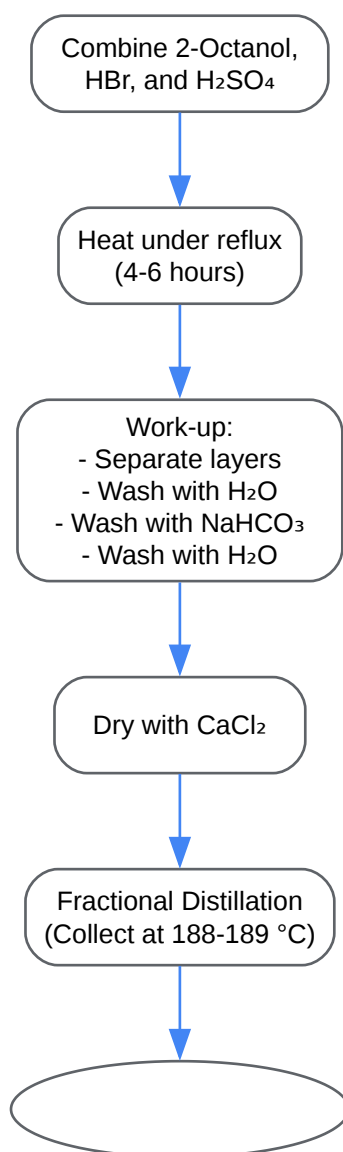 Combine 2-Octanol,
HBr, and H₂SO₄
Heat under reflux
(4-6 hours)
Work-up:
- Separate layers
- Wash with H₂O
- Wash with NaHCO₃
- Wash with H₂O
Dry with CaCl₂
Fractional Distillation
(Collect at 188-189 °C)